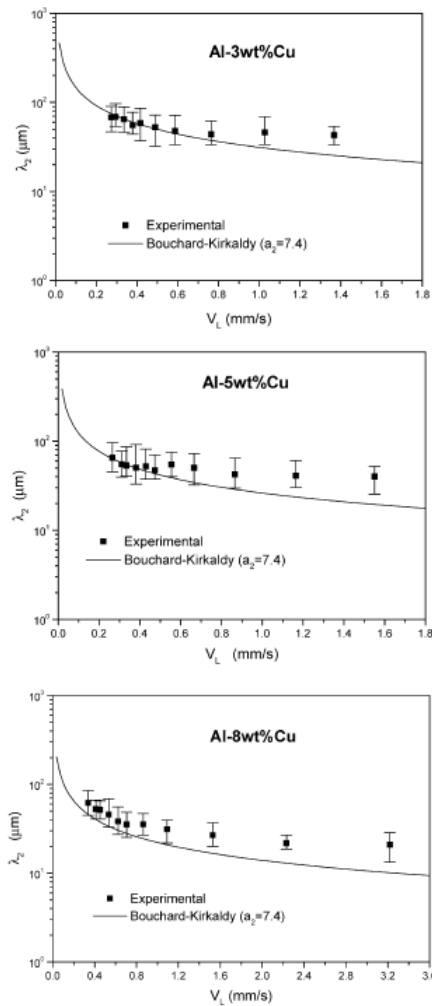 Al-3wt%Cu
10³
10²
10¹
10⁰
λ₂ (μm)
Experimental
Bouchard-Kirkaldy (a₂=7.4)
0.0 0.2 0.4 0.6 0.8 1.0 1.2 1.4 1.6 1.8
V_L (mm/s)
Al-5wt%Cu
10³
10²
10¹
10⁰
λ₂ (μm)
Experimental
Bouchard-Kirkaldy (a₂=7.4)
0.0 0.2 0.4 0.6 0.8 1.0 1.2 1.4 1.6 1.8
V_L (mm/s)
Al-8wt%Cu
10³
10²
10¹
10⁰
λ₂ (μm)
Experimental
Bouchard-Kirkaldy (a₂=7.4)
0.0 0.4 0.8 1.2 1.6 2.0 2.4 2.8 3.2 3.6
V_L (mm/s)